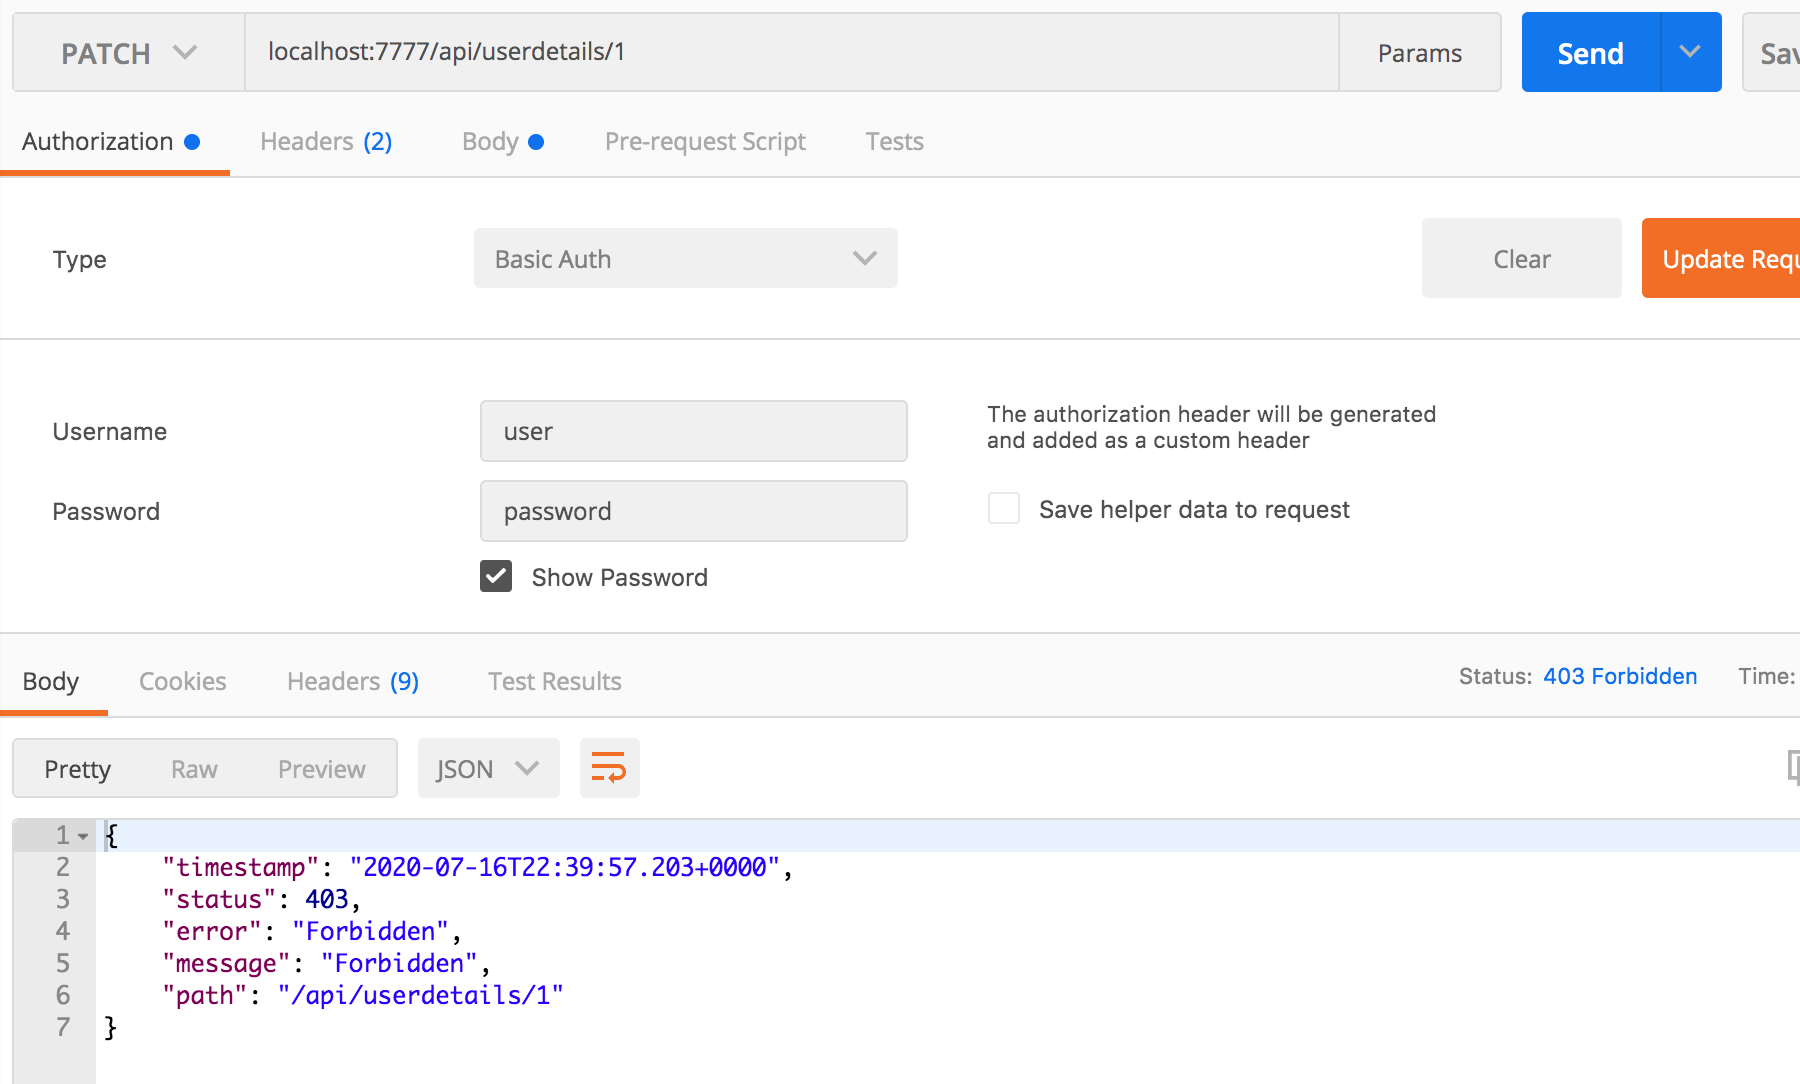 PATCH localhost:7777/api/userdetails/1 Params Send
Authorization Headers (2) Body Pre-request Script Tests
Type Basic Auth Clear Update
Username user The authorization header will be generated
and added as a custom header
Password password Save helper data to request
Show Password
Body Cookies Headers (9) Test Results Status: 403 Forbidden Time:
Pretty Raw Preview JSON
1 {
2 "timestamp": "2020-07-16T22:39:57.203+0000",
3 "status": 403,
4 "error": "Forbidden",
5 "message": "Forbidden",
6 "path": "/api/userdetails/1"
7 }